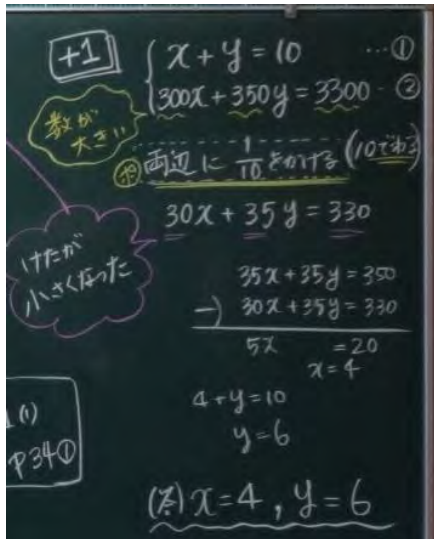 +1
x+y=10 …①
300x+350y=3300 ・②
数が
大きい
ポ 両辺に 1/10 をかける (10でわる)
30x+35y=330
けたが
小さくなった
35x+35y=350
－) 30x+35y=330
5x =20
x=4
4+y=10
y=6
(1)
P34①
(答) x=4, y=6